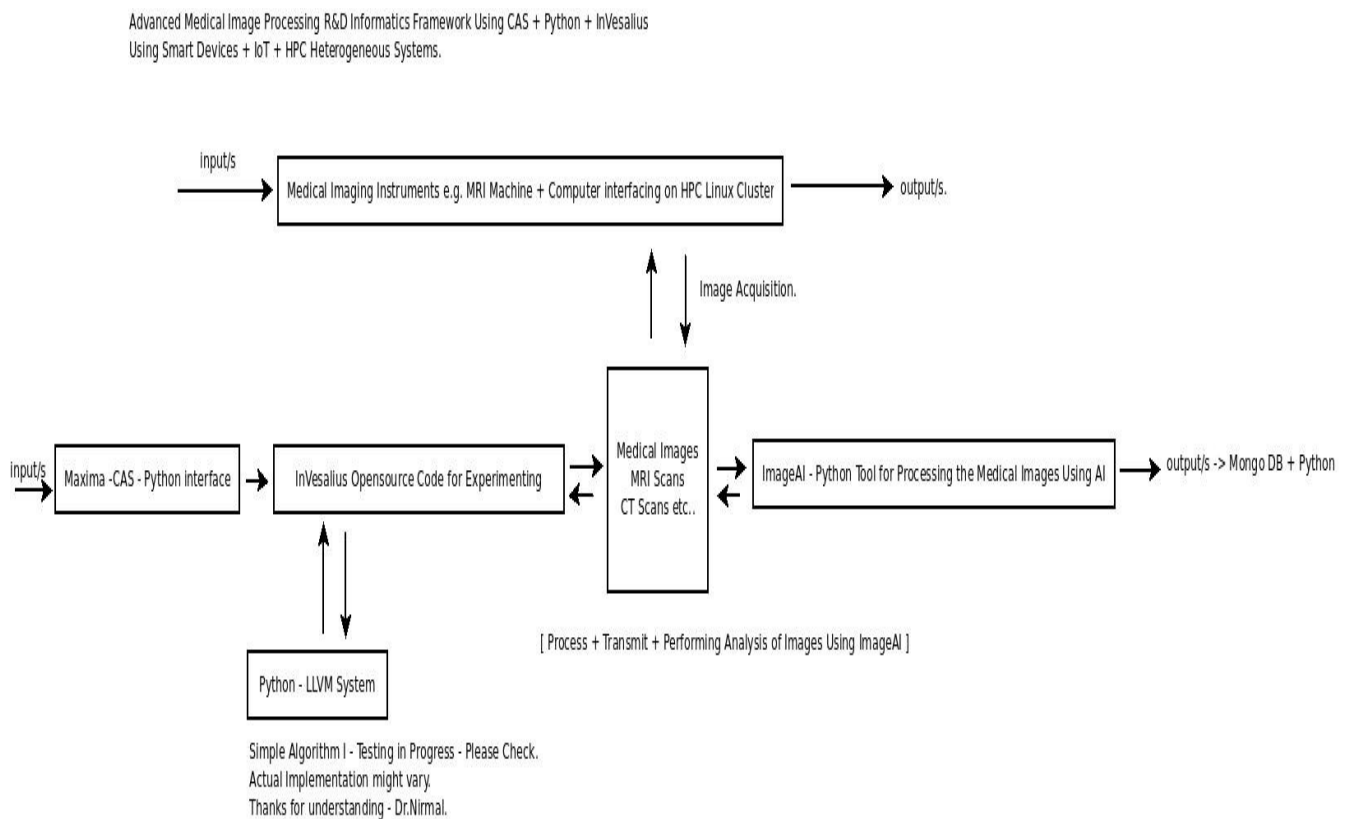 Advanced Medical Image Processing R&D Informatics Framework Using CAS + Python + InVesalius
Using Smart Devices + IoT + HPC Heterogeneous Systems.
input/s
Medical Imaging Instruments e.g. MRI Machine + Computer interfacing on HPC Linux Cluster
output/s.
Image Acquisition.
input/s
Maxima -CAS - Python interface
InVesalius Opensource Code for Experimenting
Medical Images
MRI Scans
CT Scans etc..
ImageAI - Python Tool for Processing the Medical Images Using AI
output/s -> Mongo DB + Python
[ Process + Transmit + Performing Analysis of Images Using ImageAI ]
Python - LLVM System
Simple Algorithm I - Testing in Progress - Please Check.
Actual Implementation might vary.
Thanks for understanding - Dr.Nirmal.